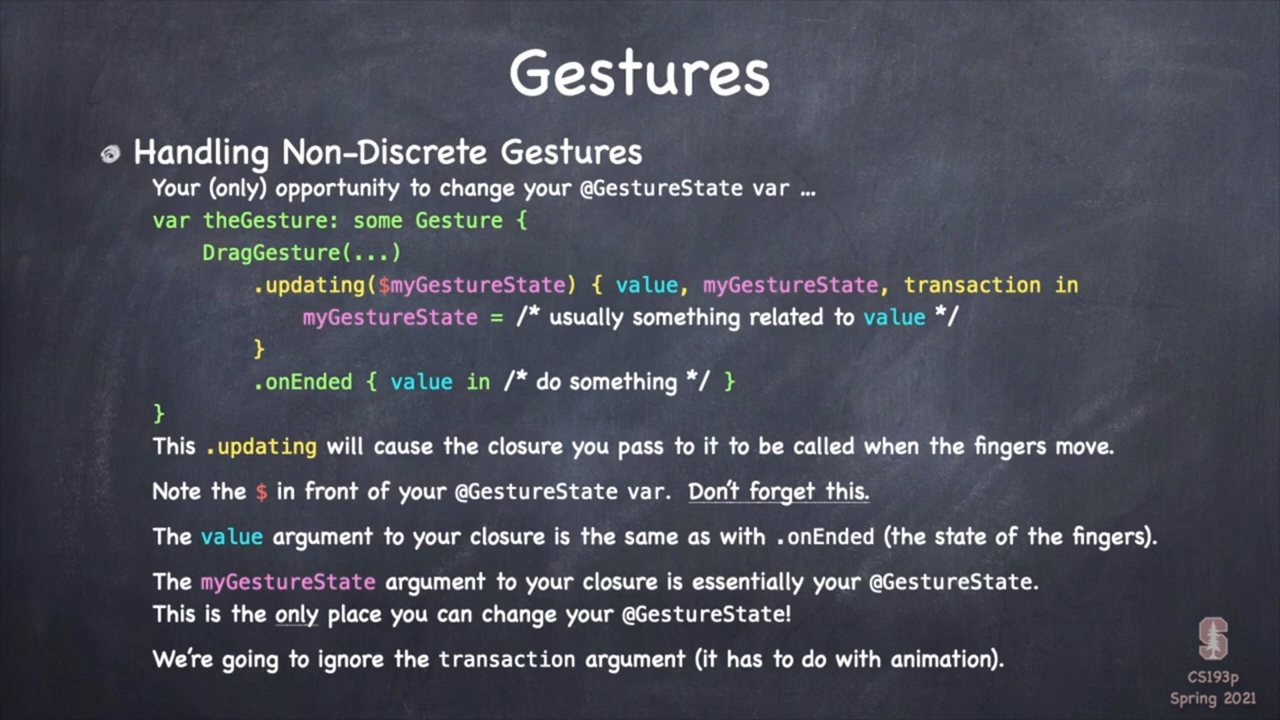 Gestures
Handling Non-Discrete Gestures
Your (only) opportunity to change your @GestureState var ...
var theGesture: some Gesture {
DragGesture(...)
.updating($myGestureState) { value, myGestureState, transaction in
myGestureState = /* usually something related to value */
}
.onEnded { value in /* do something */ }
}
This .updating will cause the closure you pass to it to be called when the fingers move.
Note the $ in front of your @GestureState var. Don't forget this.
The value argument to your closure is the same as with .onEnded (the state of the fingers).
The myGestureState argument to your closure is essentially your @GestureState.
This is the only place you can change your @GestureState!
We're going to ignore the transaction argument (it has to do with animation).
S
CS193p
Spring 2021